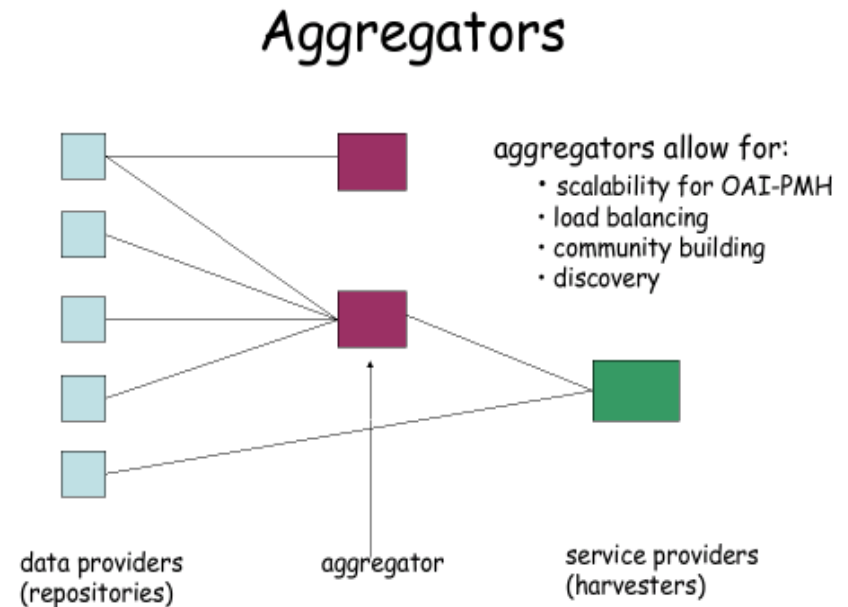 Aggregators
aggregators allow for:
• scalability for OAI-PMH
• load balancing
• community building
• discovery
data providers
(repositories)
aggregator
service providers
(harvesters)